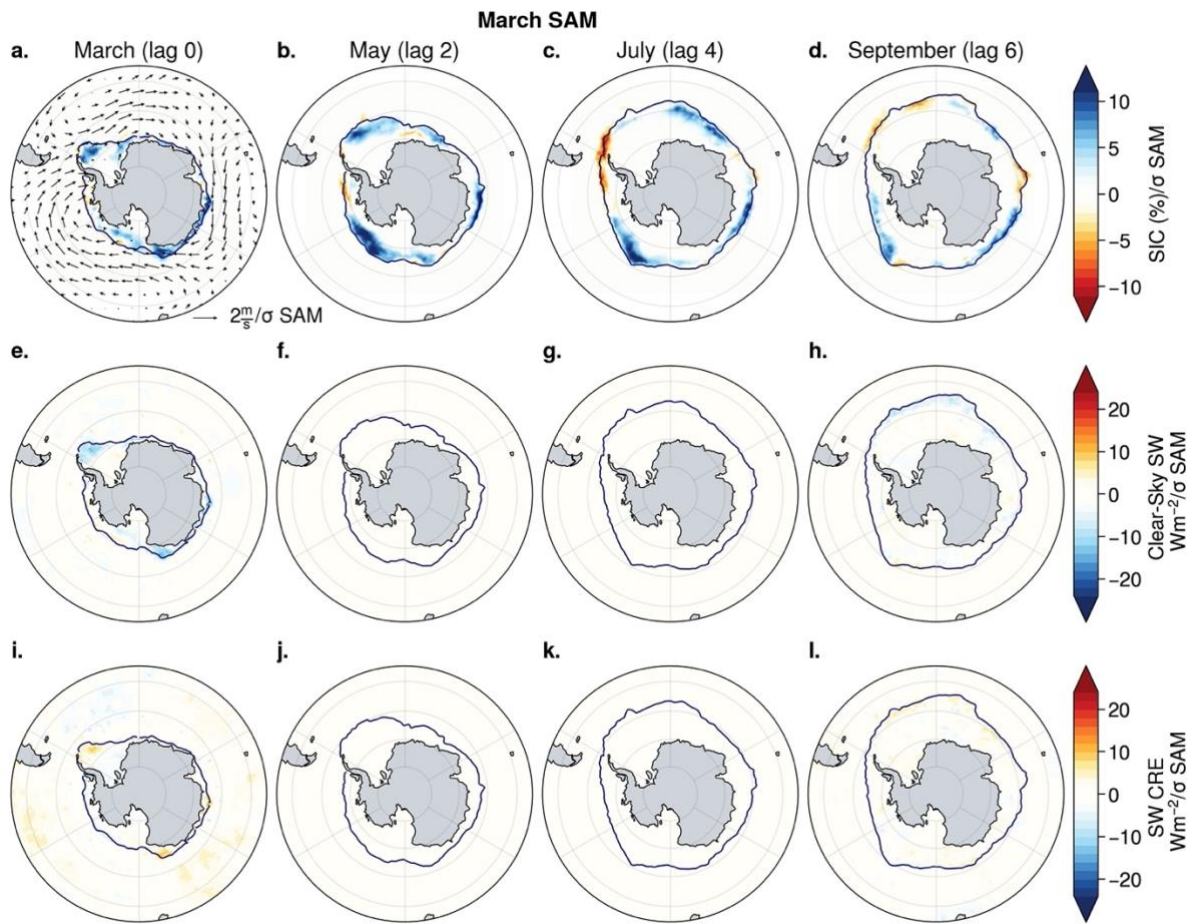 March SAM
a. March (lag 0) b. May (lag 2) c. July (lag 4) d. September (lag 6)
10
5
0
−5
−10
SIC (%)/σ SAM
2 m/s /σ SAM
e. f. g. h.
20
10
0
−10
−20
Clear-Sky SW
Wm⁻²/σ SAM
i. j. k. l.
20
10
0
−10
−20
SW CRE
Wm⁻²/σ SAM